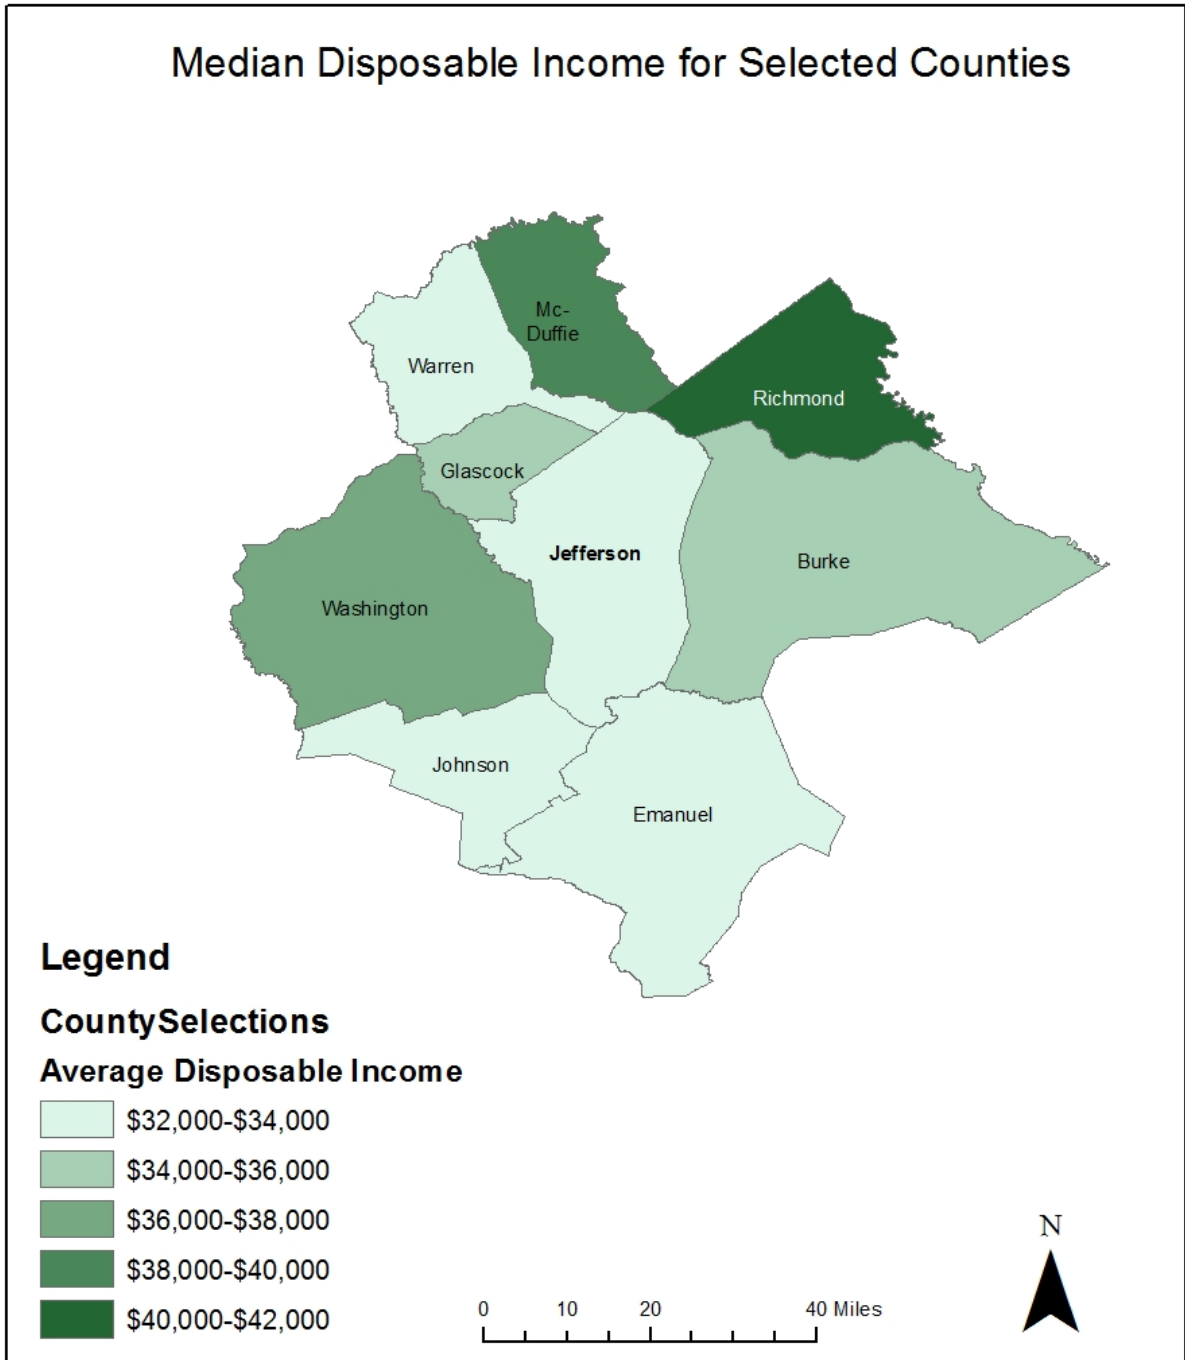 Median Disposable Income for Selected Counties
Mc-
Duffie
Warren
Richmond
Glascock
Jefferson
Burke
Washington
Johnson
Emanuel
Legend
CountySelections
Average Disposable Income
$32,000-$34,000
$34,000-$36,000
$36,000-$38,000
$38,000-$40,000
$40,000-$42,000
N
0 10 20 40 Miles